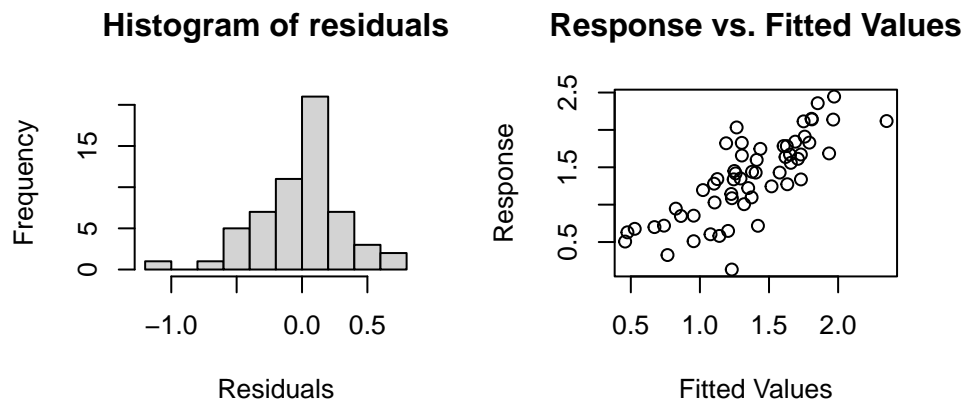 Histogram of residuals
Frequency
0
5
15
−1.0
0.0
0.5
Residuals
Response vs. Fitted Values
Response
0.5
1.5
2.5
0.5
1.0
1.5
2.0
Fitted Values